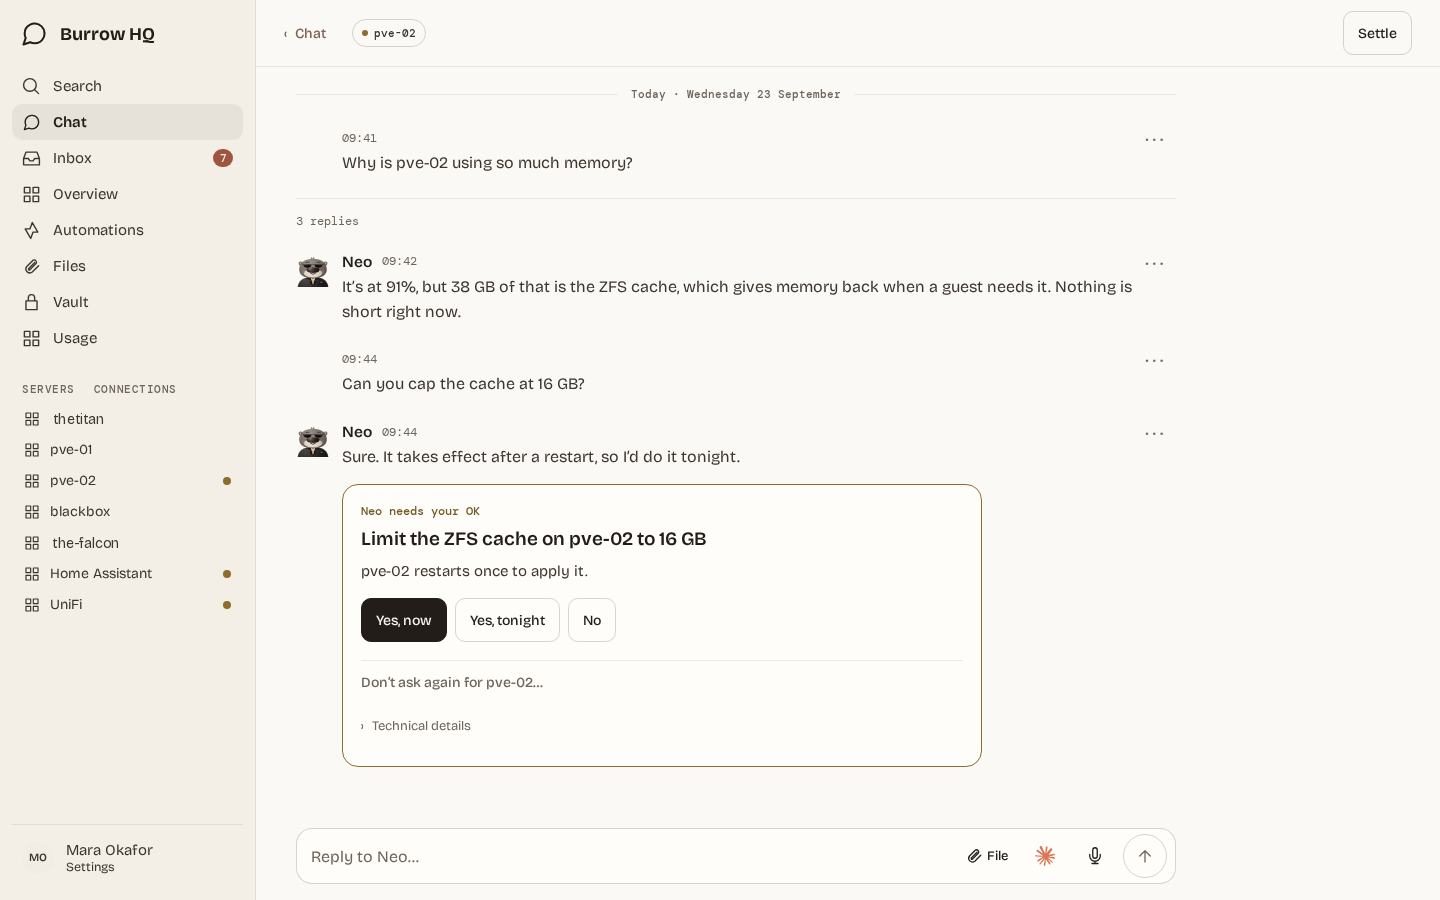 Burrow HQ
Search
Chat
Inbox
7
Overview
Automations
Files
Vault
Usage
SERVERS CONNECTIONS
thetitan
pve-01
pve-02
blackbox
the-falcon
Home Assistant
UniFi
MO
Mara Okafor
Settings
‹ Chat
pve-02
Settle
Today · Wednesday 23 September
09:41
Why is pve-02 using so much memory?
3 replies
Neo 09:42
It's at 91%, but 38 GB of that is the ZFS cache, which gives memory back when a guest needs it. Nothing is
short right now.
09:44
Can you cap the cache at 16 GB?
Neo 09:44
Sure. It takes effect after a restart, so I'd do it tonight.
Neo needs your OK
Limit the ZFS cache on pve-02 to 16 GB
pve-02 restarts once to apply it.
Yes, now
Yes, tonight
No
Don't ask again for pve-02…
› Technical details
Reply to Neo…
File